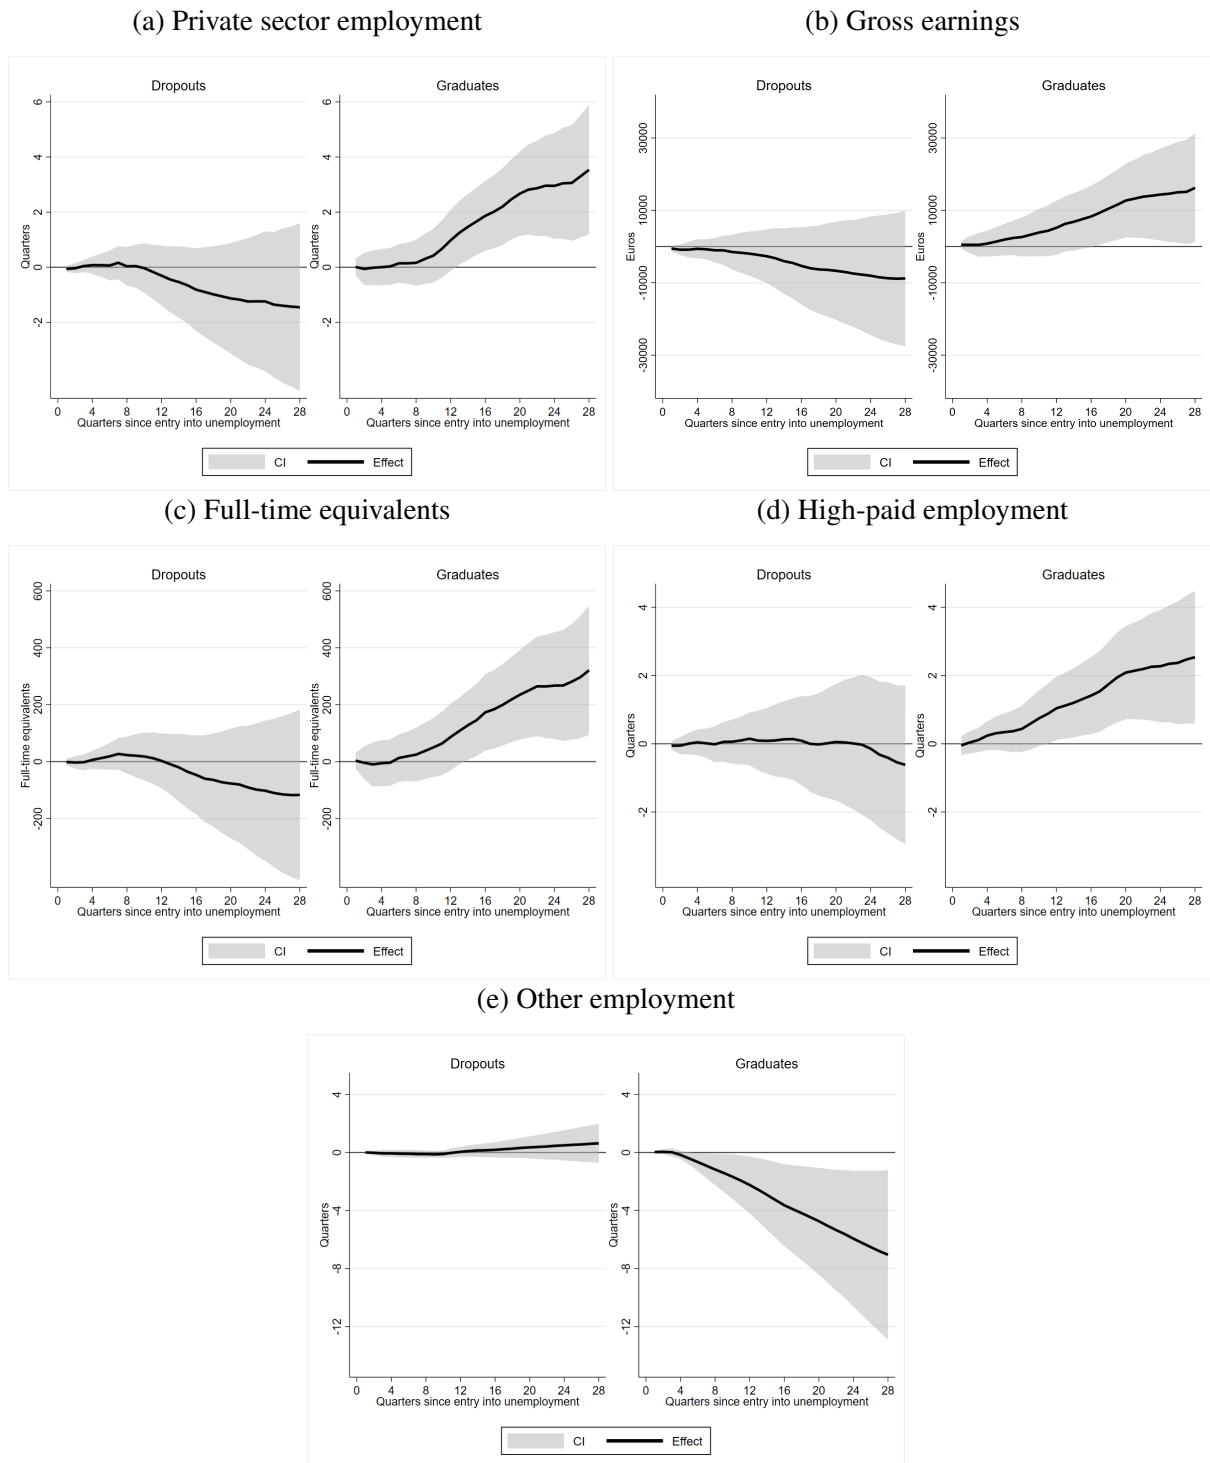 (a) Private sector employment
Dropouts
Graduates
Quarters
6
4
2
0
-2
0 4 8 12 16 20 24 28
Quarters since entry into unemployment
Quarters
6
4
2
0
-2
0 4 8 12 16 20 24 28
Quarters since entry into unemployment
CI Effect
(b) Gross earnings
Dropouts
Graduates
Euros
30000
10000
-10000
-30000
0 4 8 12 16 20 24 28
Quarters since entry into unemployment
Euros
30000
10000
-10000
-30000
0 4 8 12 16 20 24 28
Quarters since entry into unemployment
CI Effect
(c) Full-time equivalents
Dropouts
Graduates
Full-time equivalents
600
400
200
0
-200
0 4 8 12 16 20 24 28
Quarters since entry into unemployment
Full-time equivalents
600
400
200
0
-200
0 4 8 12 16 20 24 28
Quarters since entry into unemployment
CI Effect
(d) High-paid employment
Dropouts
Graduates
Quarters
4
2
0
-2
0 4 8 12 16 20 24 28
Quarters since entry into unemployment
Quarters
4
2
0
-2
0 4 8 12 16 20 24 28
Quarters since entry into unemployment
CI Effect
(e) Other employment
Dropouts
Graduates
Quarters
4
0
-4
-8
-12
0 4 8 12 16 20 24 28
Quarters since entry into unemployment
Quarters
4
0
-4
-8
-12
0 4 8 12 16 20 24 28
Quarters since entry into unemployment
CI Effect